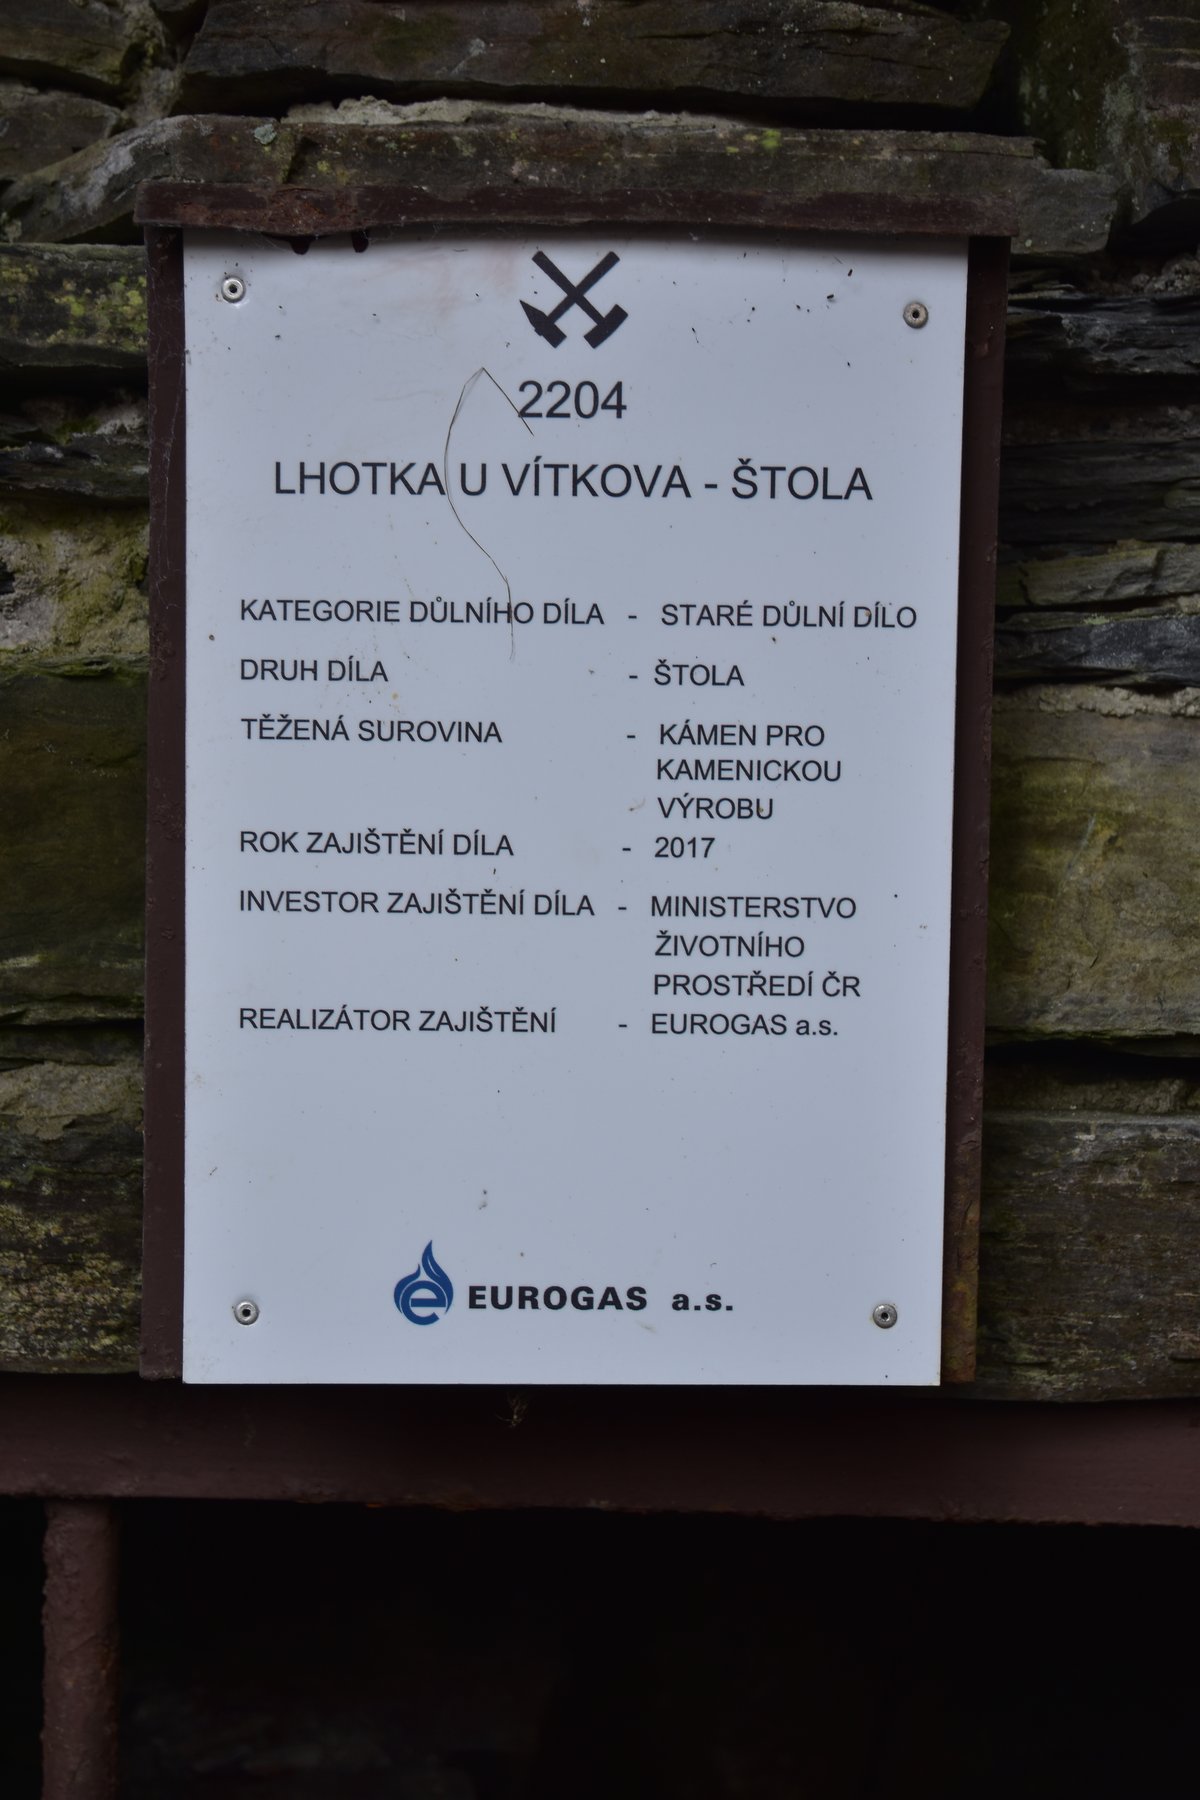 2204
LHOTKA U VÍTKOVA - ŠTOLA
KATEGORIE DŮLNÍHO DÍLA - STARÉ DŮLNÍ DÍLO
DRUH DÍLA - ŠTOLA
TĚŽENÁ SUROVINA - KÁMEN PRO
KAMENICKOU
VÝROBU
ROK ZAJIŠTĚNÍ DÍLA - 2017
INVESTOR ZAJIŠTĚNÍ DÍLA - MINISTERSTVO
ŽIVOTNÍHO
PROSTŘEDÍ ČR
REALIZÁTOR ZAJIŠTĚNÍ - EUROGAS a.s.
e EUROGAS a.s.